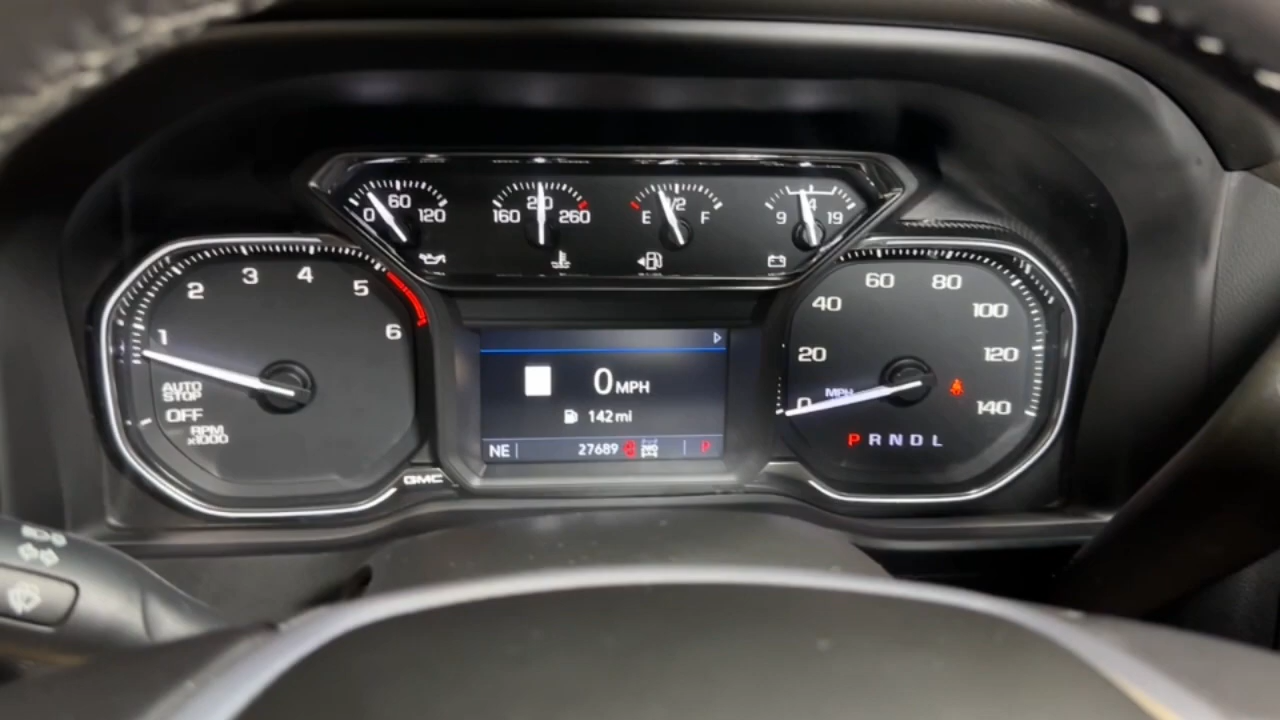 0 60 120
160 210 260
E 1/2 F
9 14 19
1 2 3 4 5 6
AUTO
STOP
OFF
RPM
x1000
GMC
0 MPH
142 mi
NE
27689
2WD
P
0 20 40 60 80 100 120 140
MPH
P R N D L